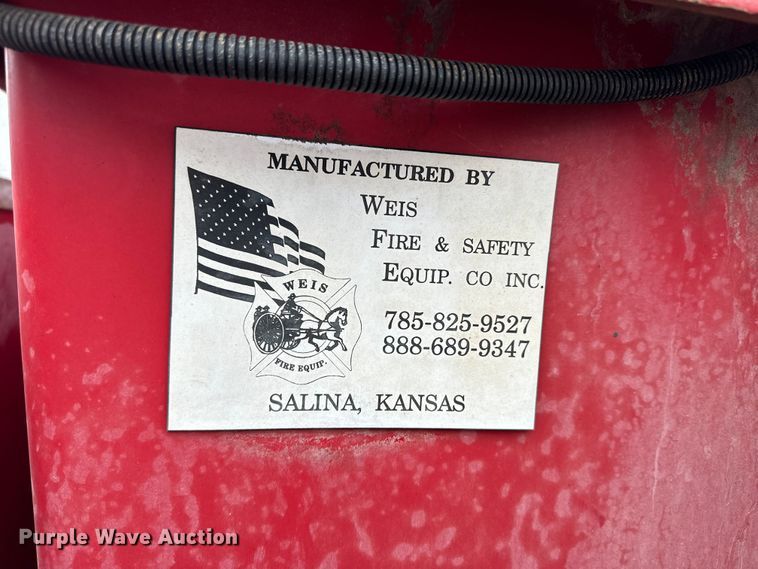 MANUFACTURED BY
WEIS
FIRE & SAFETY
EQUIP. CO INC.
785-825-9527
888-689-9347
WEIS
FIRE EQUIP.
SALINA, KANSAS
Purple Wave Auction